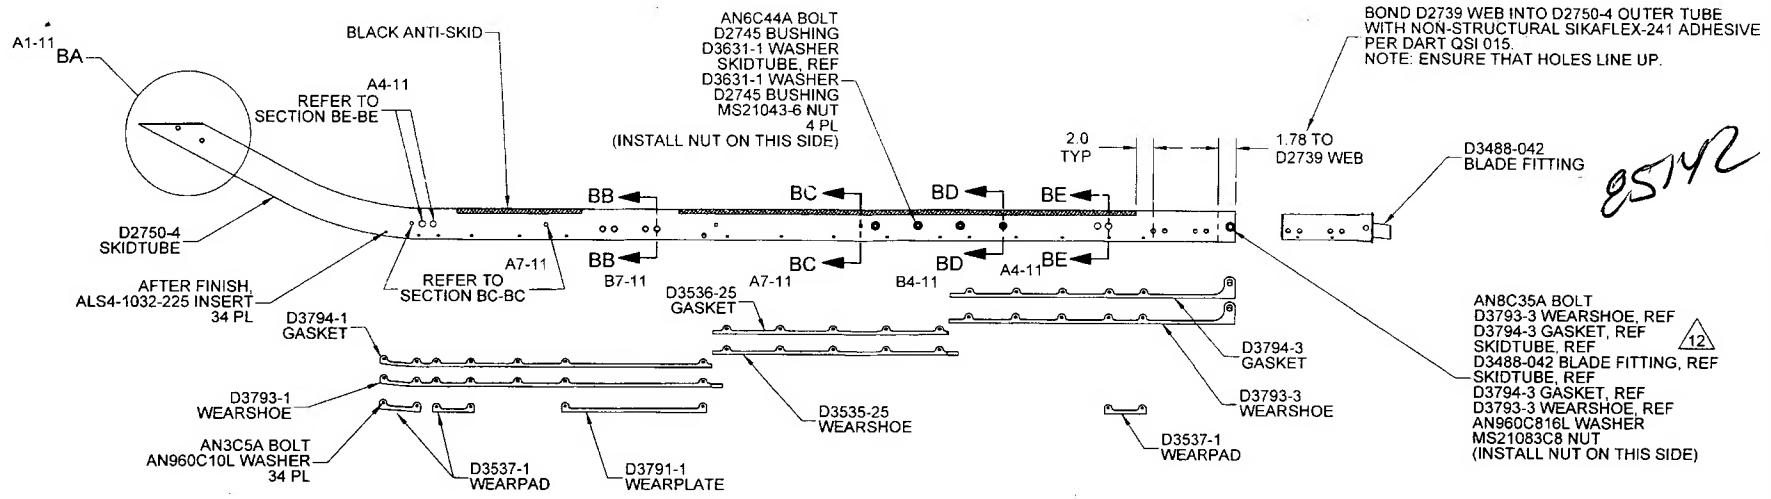 A1-11
BA
BLACK ANTI-SKID
A4-11
REFER TO
SECTION BE-BE
AN6C44A BOLT
D2745 BUSHING
D3631-1 WASHER
SKIDTUBE, REF
D3631-1 WASHER
D2745 BUSHING
MS21043-6 NUT
4 PL
(INSTALL NUT ON THIS SIDE)
BOND D2739 WEB INTO D2750-4 OUTER TUBE
WITH NON-STRUCTURAL SIKAFLEX-241 ADHESIVE
PER DART QSI 015.
NOTE: ENSURE THAT HOLES LINE UP.
2.0
TYP
1.78 TO
D2739 WEB
D3488-042
BLADE FITTING
85142
BB
BC
BD
BE
D2750-4
SKIDTUBE
AFTER FINISH,
ALS4-1032-225 INSERT
34 PL
REFER TO
SECTION BC-BC
A7-11
BB
B7-11
BC
A7-11
BD
B4-11
BE
A4-11
D3794-1
GASKET
D3536-25
GASKET
D3794-3
GASKET
D3793-1
WEARSHOE
D3535-25
WEARSHOE
D3793-3
WEARSHOE
AN3C5A BOLT
AN960C10L WASHER
34 PL
D3537-1
WEARPAD
D3791-1
WEARPLATE
D3537-1
WEARPAD
AN8C35A BOLT
D3793-3 WEARSHOE, REF
D3794-3 GASKET, REF
SKIDTUBE, REF
D3488-042 BLADE FITTING, REF
SKIDTUBE, REF
D3794-3 GASKET, REF
D3793-3 WEARSHOE, REF
AN960C816L WASHER
MS21083C8 NUT
(INSTALL NUT ON THIS SIDE)
12